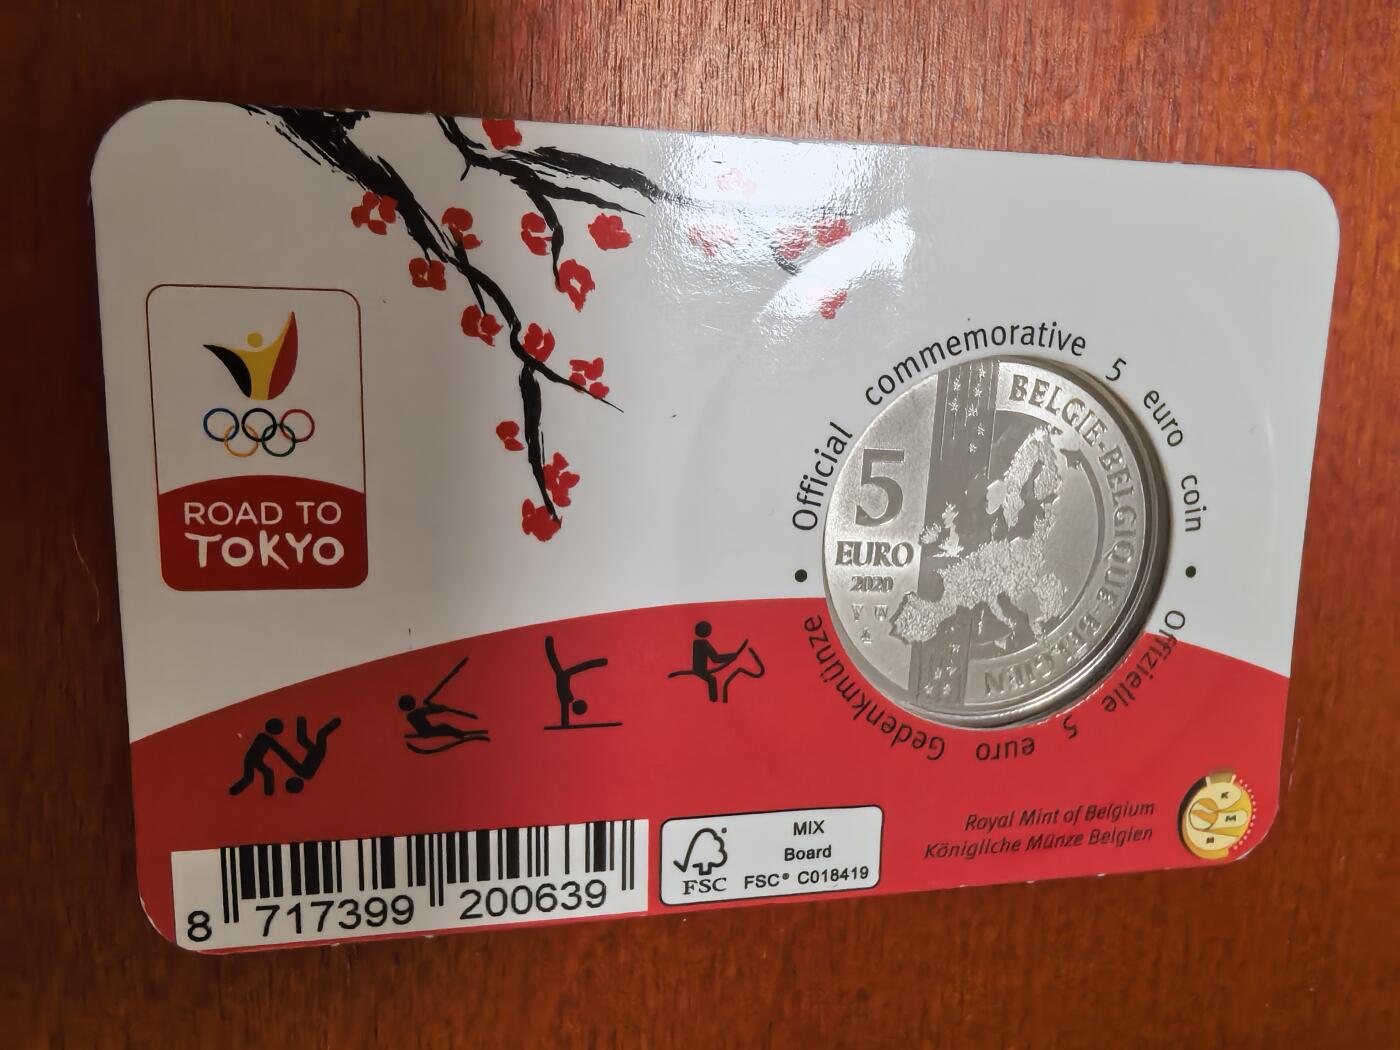 ROAD TO
TOKYO
Official commemorative 5 euro coin
BELGIE-BELGIQUE-BELGIEN
5
EURO
2020
Offizielle 5 euro Gedenkmünze
8 717399 200639
FSC
MIX
Board
FSC® C018419
Royal Mint of Belgium
Königliche Münze Belgien
K
M
B